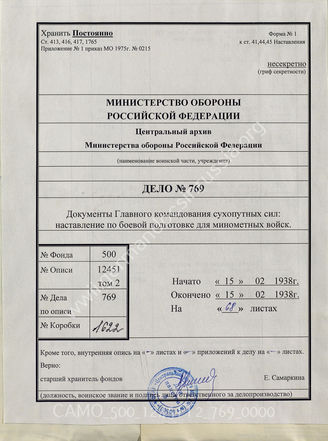 Хранить Постоянно
Ст. 413, 416, 417, 1765
Приложение № 1 приказ МО 1975г. № 0215
Форма № 1
к ст. 41,44,45 Наставления
несекретно
(гриф секретности)
МИНИСТЕРСТВО ОБОРОНЫ
РОССИЙСКОЙ ФЕДЕРАЦИИ
Центральный архив
Министерства обороны Российской Федерации
(наименование воинской части, учреждения)
ДЕЛО № 769
Документы Главного командования сухопутных сил:
наставление по боевой подготовке для минометных войск.
№ Фонда 500
№ Описи 12451
том 2
№ Дела 769
по описи
№ Коробки 1622
Начато « 15 » 02 1938г.
Окончено « 15 » 02 1938г.
На « 68 » листах
Кроме того, внутренняя опись на «–» листах и «–» приложений к делу на «–» листах.
Верно:
старший хранитель фондов
Е. Самаркина
(должность, воинское звание и подпись лица, ответственного за делопроизводство)